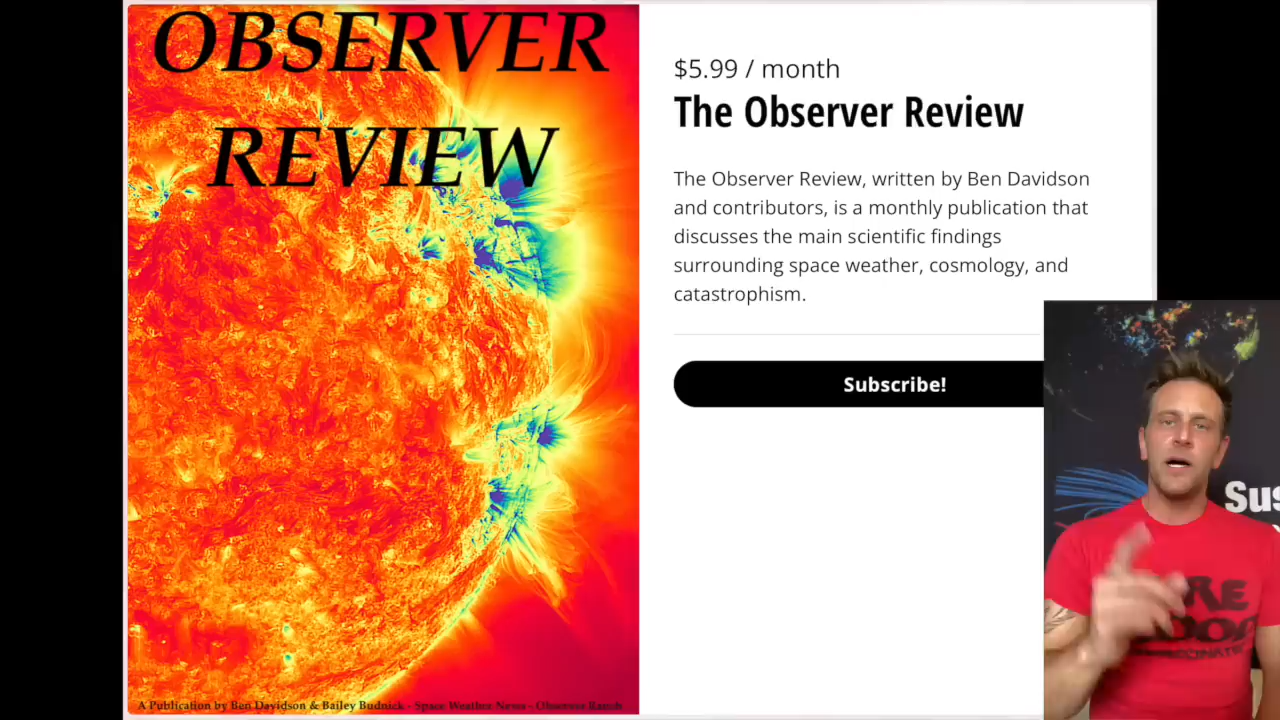 OBSERVER
REVIEW
$5.99 / month
The Observer Review
The Observer Review, written by Ben Davidson
and contributors, is a monthly publication that
discusses the main scientific findings
surrounding space weather, cosmology, and
catastrophism.
Subscribe!
A Publication by Ben Davidson & Bailey Budnick - Space Weather News - Observer Ranch
Sus